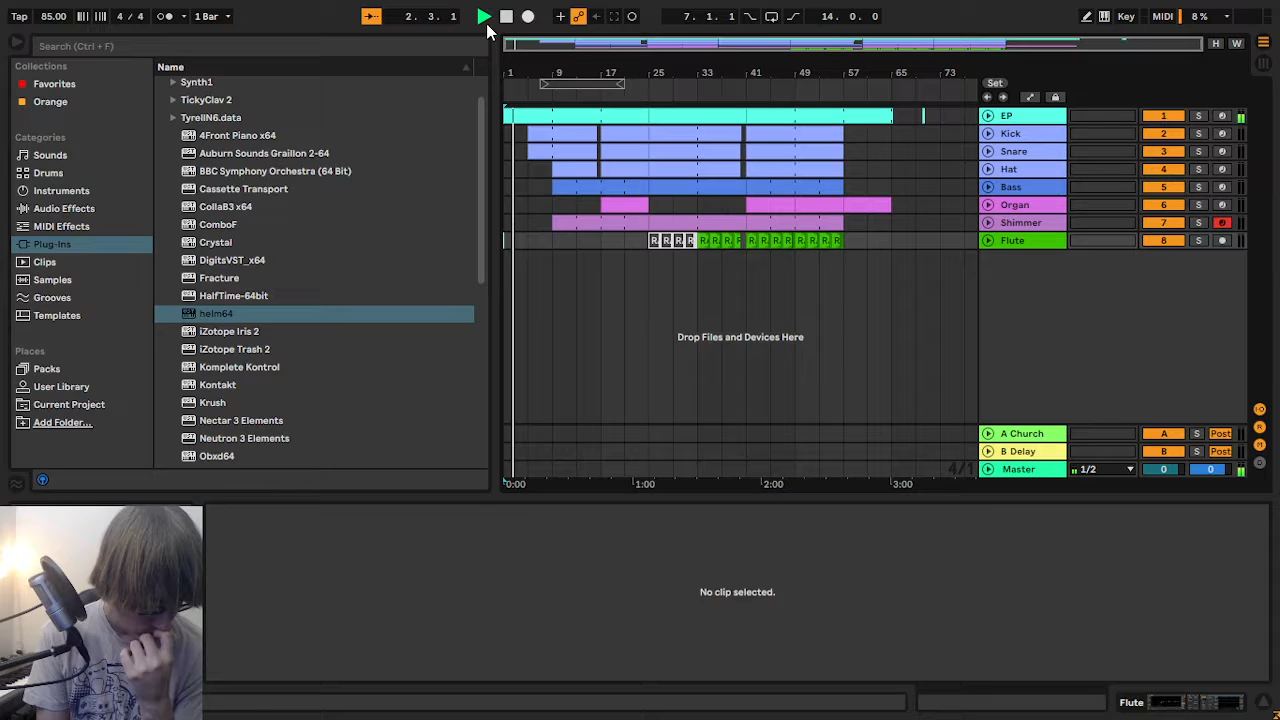 Tap 85.00 4 / 4 1 Bar 2. 3. 1 7. 1. 1 14. 0. 0 Key MIDI 8 %
Search (Ctrl + F)
H W
Collections
Name
Favorites
Orange
Categories
Sounds
Drums
Instruments
Audio Effects
MIDI Effects
Plug-Ins
Clips
Samples
Grooves
Templates
Places
Packs
User Library
Current Project
Add Folder...
Synth1
TickyClav 2
TyrellN6.data
4Front Piano x64
Auburn Sounds Graillon 2-64
BBC Symphony Orchestra (64 Bit)
Cassette Transport
CollaB3 x64
ComboF
Crystal
DigitsVST_x64
Fracture
HalfTime-64bit
helm64
iZotope Iris 2
iZotope Trash 2
Komplete Kontrol
Kontakt
Krush
Nectar 3 Elements
Neutron 3 Elements
Obxd64
1 9 17 25 33 41 49 57 65 73
Set
EP 1 S
Kick 2 S
Snare 3 S
Hat 4 S
Bass 5 S
Organ 6 S
Shimmer 7 S
R R R R R R R R R R R R R R R R
Flute 8 S
Drop Files and Devices Here
A Church A S Post
B Delay B S Post
4/1
Master 1/2 0 0
0:00 1:00 2:00 3:00
No clip selected.
Flute